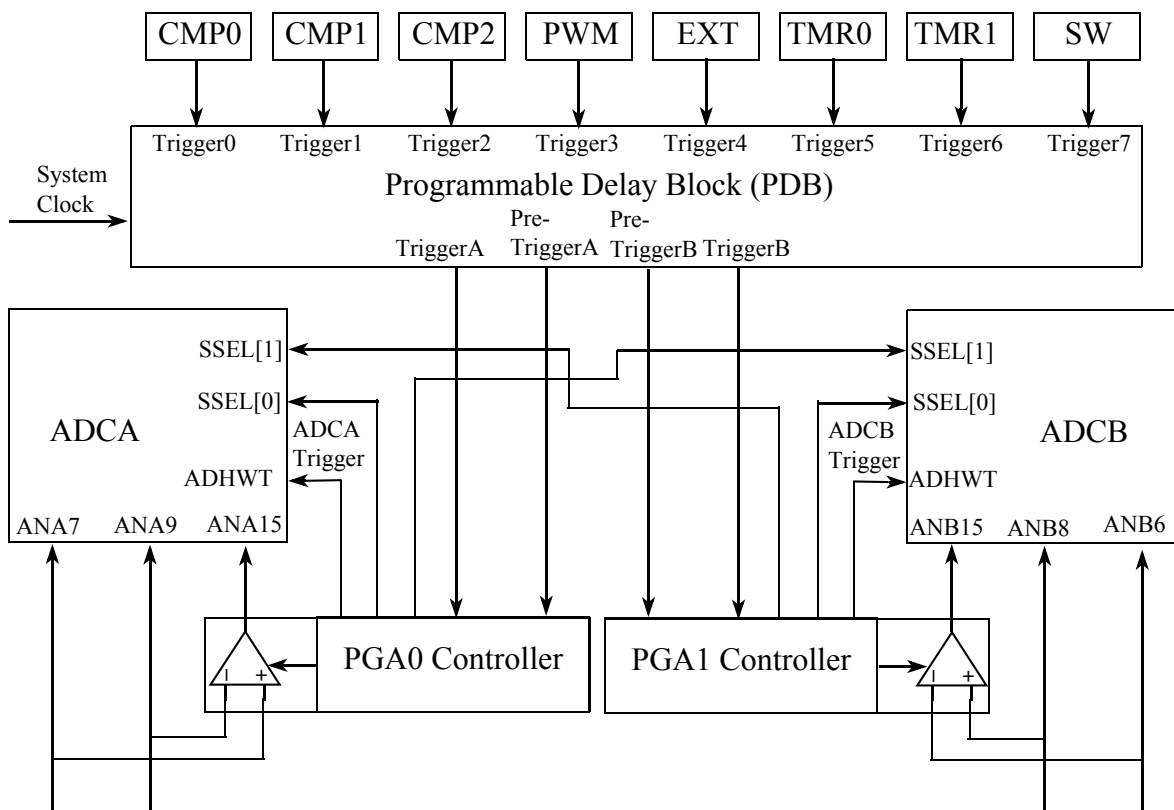 CMP0 CMP1 CMP2 PWM EXT TMR0 TMR1 SW
Trigger0 Trigger1 Trigger2 Trigger3 Trigger4 Trigger5 Trigger6 Trigger7
System
Clock
Programmable Delay Block (PDB)
TriggerA
Pre-
TriggerA
Pre-
TriggerB
TriggerB
SSEL[1]
SSEL[0]
ADCA
ADCA
Trigger
ADHWT
ANA7 ANA9 ANA15
SSEL[1]
SSEL[0]
ADCB
Trigger
ADCB
ADHWT
ANB15 ANB8 ANB6
PGA0 Controller
− +
PGA1 Controller
− +